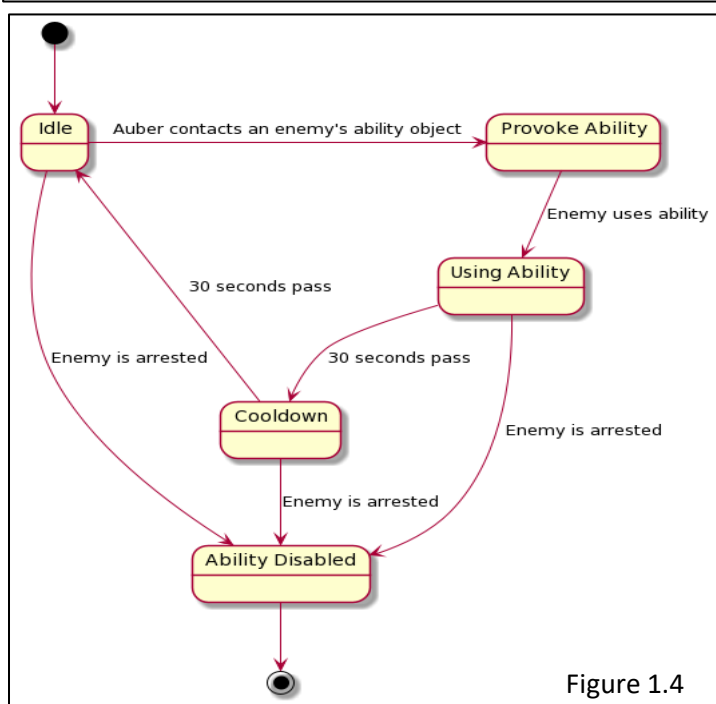 Idle
Auber contacts an enemy's ability object
Provoke Ability
Enemy uses ability
Using Ability
30 seconds pass
Enemy is arrested
30 seconds pass
Cooldown
Enemy is arrested
Enemy is arrested
Ability Disabled
Figure 1.4